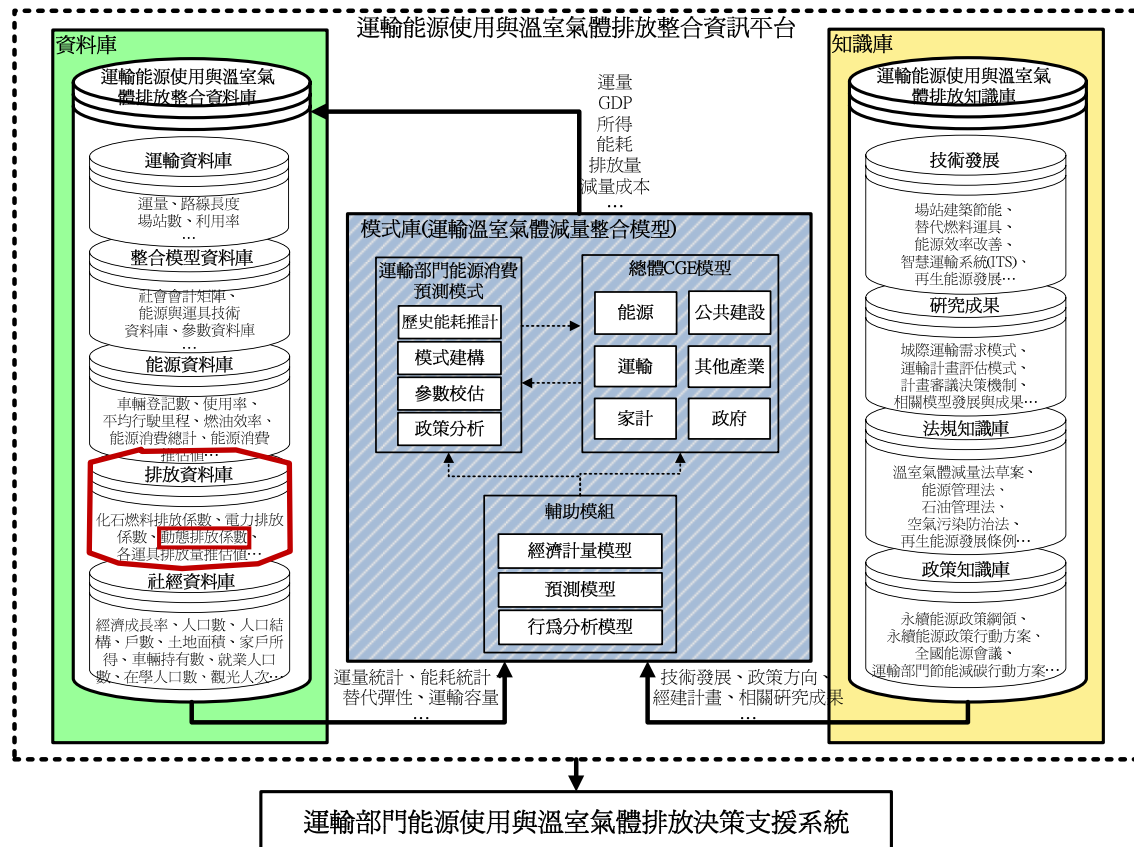 運輸能源使用與溫室氣體排放整合資訊平台
資料庫
運輸能源使用與溫室氣
體排放整合資料庫
運輸資料庫
運量、路線長度
場站數、利用率
…
整合模型資料庫
社會會計矩陣、
能源與運具技術
資料庫、參數資料庫
能源資料庫
車輛登記數、使用率、
平均行駛里程、燃油效率、
能源消費總計、能源消費
推估值…
排放資料庫
化石燃料排放係數、電力排放
係數、動態排放係數、
各運具排放量推估值…
社經資料庫
經濟成長率、人口數、人口結
構、戶數、土地面積、家戶所
得、車輛持有數、就業人口
數、在學人口數、觀光人次…
運量
GDP
所得
能耗
排放量
減量成本
…
模式庫(運輸溫室氣體減量整合模型)
運輸部門能源消費
預測模式
歷史能耗推計
模式建構
參數校估
政策分析
總體CGE模型
能源
公共建設
運輸
其他產業
家計
政府
輔助模組
經濟計量模型
預測模型
行為分析模型
運量統計、能耗統計、
替代彈性、運輸容量
…
技術發展、政策方向、
經建計畫、相關研究成果
…
知識庫
運輸能源使用與溫室氣
體排放知識庫
技術發展
場站建築節能、
替代燃料運具、
能源效率改善、
智慧運輸系統(ITS)、
再生能源發展…
研究成果
城際運輸需求模式、
運輸計畫評估模式、
計畫審議決策機制、
相關模型發展與成果…
法規知識庫
溫室氣體減量法草案、
能源管理法、
石油管理法、
空氣污染防治法、
再生能源發展條例…
政策知識庫
永續能源政策綱領、
永續能源政策行動方案、
全國能源會議、
運輸部門節能減碳行動方案…
運輸部門能源使用與溫室氣體排放決策支援系統